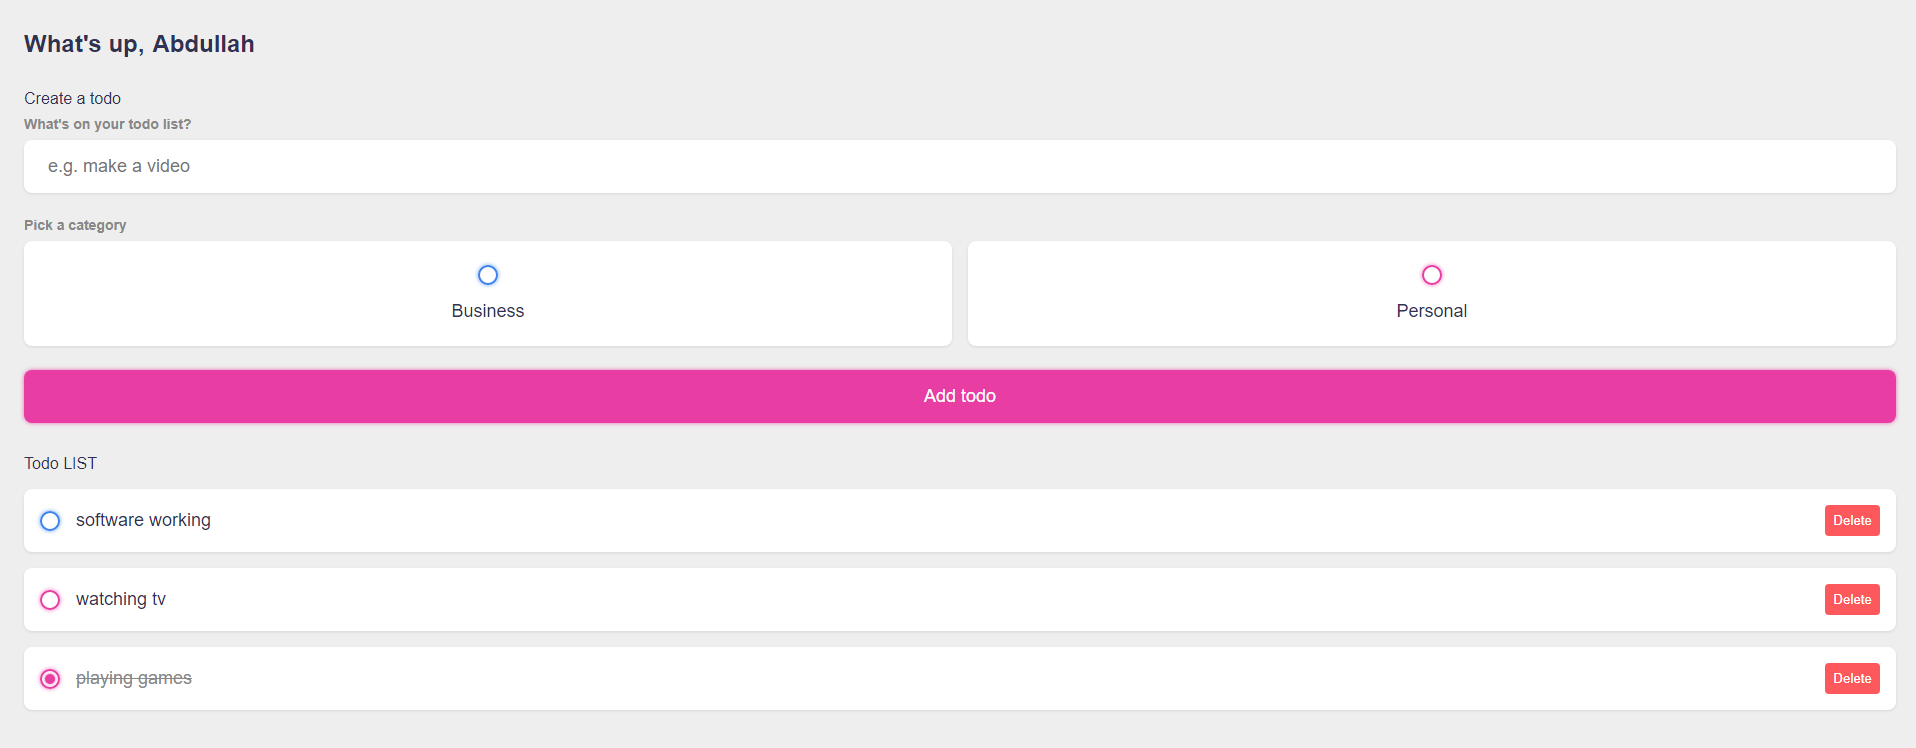 What's up, Abdullah
Create a todo
What's on your todo list?
e.g. make a video
Pick a category
Business
Personal
Add todo
Todo LIST
software working
Delete
watching tv
Delete
playing games
Delete